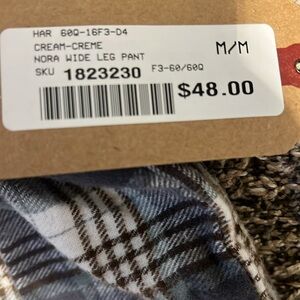 HAR 60Q-16F3-D4
CREAM-CREME M/M
NORA WIDE LEG PANT
SKU 1823230 F3-60/60Q
$48.00